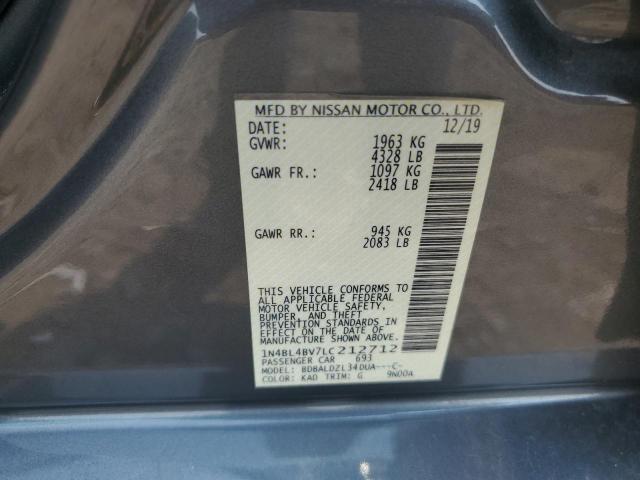 MFD BY NISSAN MOTOR CO., LTD.
DATE: 12/19
GVWR: 1963 KG
4328 LB
GAWR FR.: 1097 KG
2418 LB
GAWR RR.: 945 KG
2083 LB
THIS VEHICLE CONFORMS TO
ALL APPLICABLE FEDERAL
MOTOR VEHICLE SAFETY,
BUMPER, AND THEFT
PREVENTION STANDARDS IN
EFFECT ON THE DATE OF
MANUFACTURE SHOWN ABOVE.
1N4BL4BV7LC212712
PASSENGER CAR 693
MODEL: BDBALDZL34DUA---C-
COLOR: KAD TRIM: G 9N00A